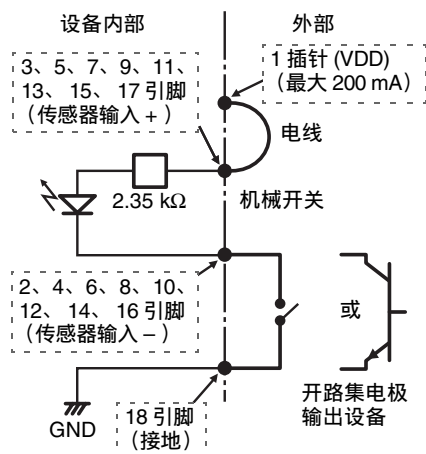 设备内部
外部
3、5、7、9、11、
13、15、17 引脚
（传感器输入 +）
1 插针 (VDD)
（最大 200 mA）
电线
2.35 kΩ
机械开关
2、4、6、8、10、
12、14、16 引脚
（传感器输入 –）
或
开路集电极
输出设备
18 引脚
（接地）
GND